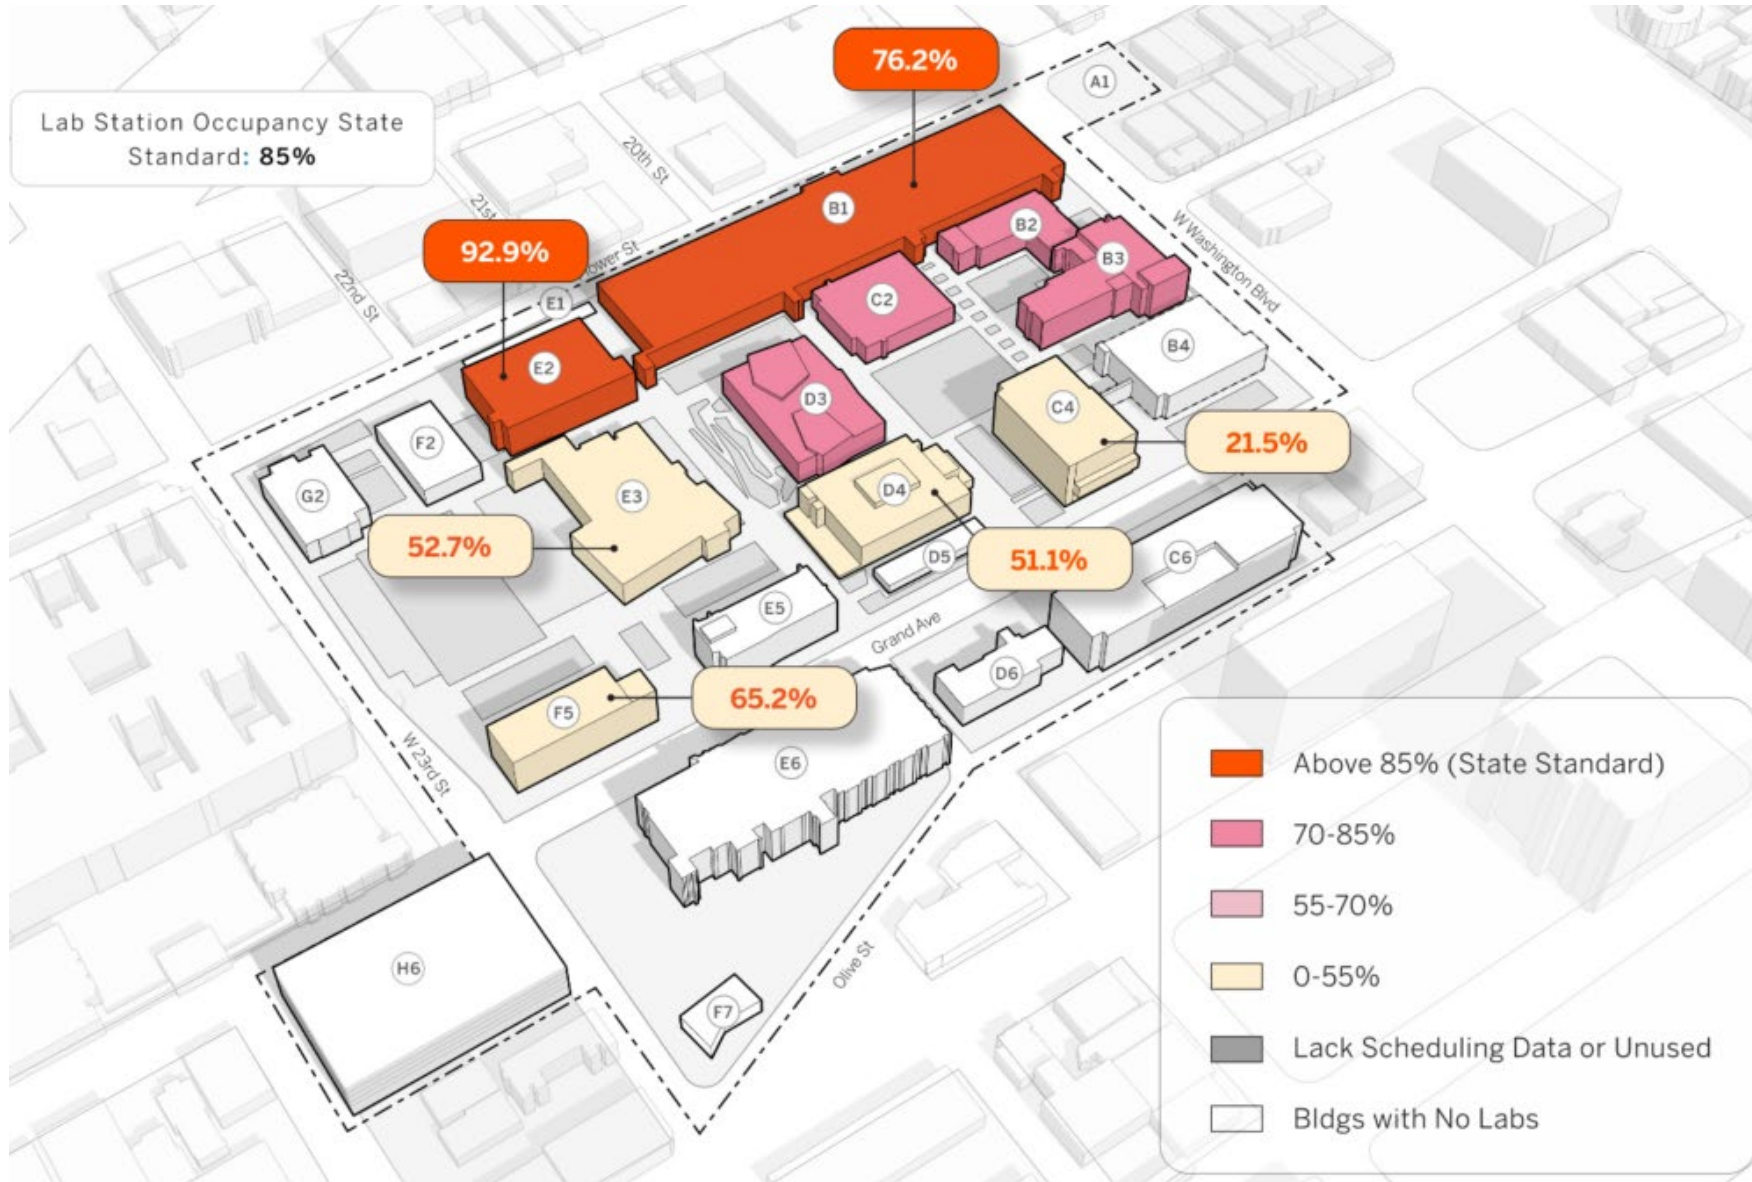 76.2%
A1
Lab Station Occupancy State
Standard: 85%
20th St
21st
B1
W Washington Blvd
92.9%
B2
B3
22nd St
E1
C2
B4
E2
D3
C4
F2
21.5%
G2
E3
D4
52.7%
D5
51.1%
C6
E5
Grand Ave
D6
F5
65.2%
W 23rd St
E6
Above 85% (State Standard)
70-85%
55-70%
0-55%
Lack Scheduling Data or Unused
Bldgs with No Labs
H6
Olive St
F7